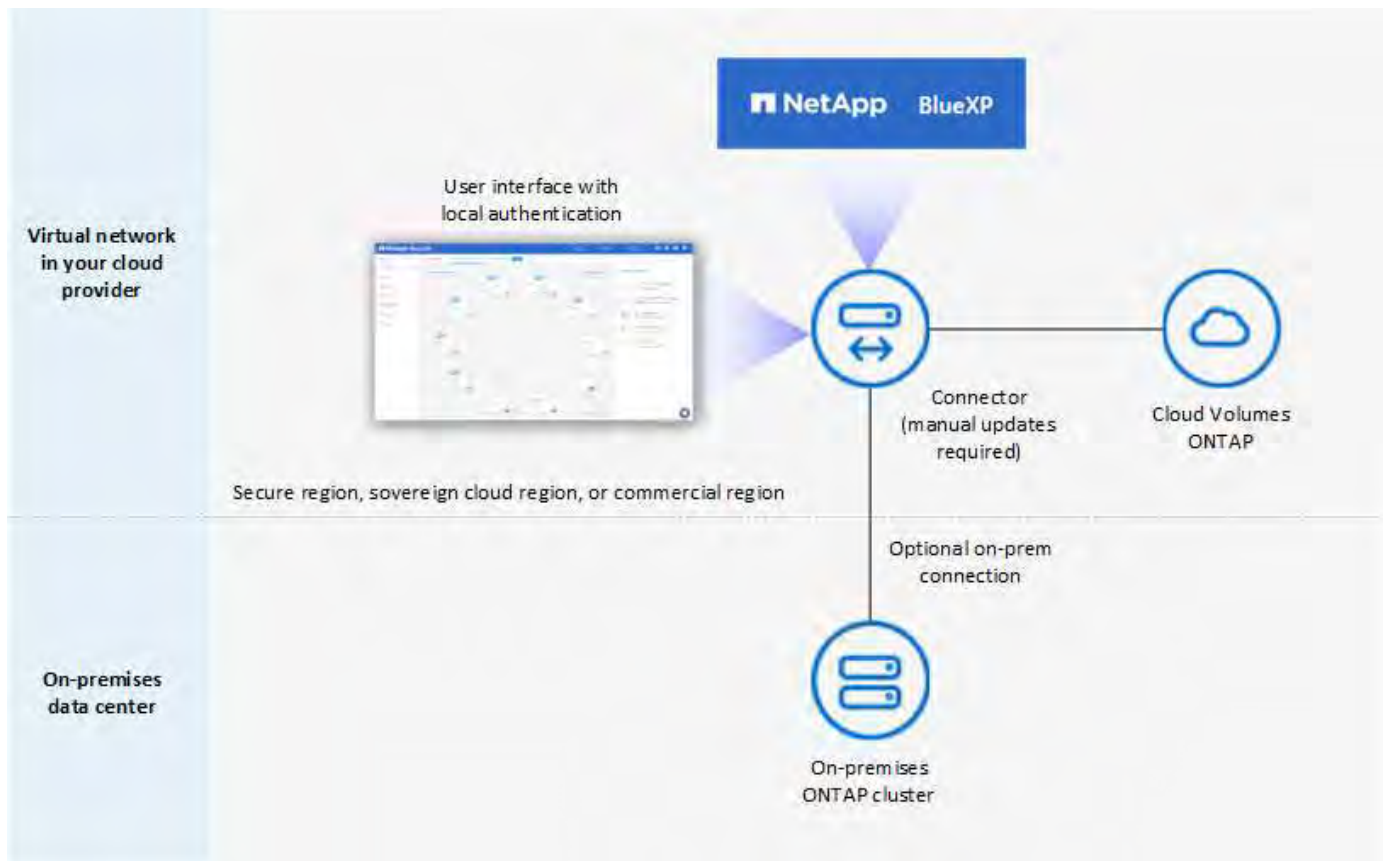 NetApp BlueXP
User interface with
local authentication
Virtual network
in your cloud
provider
Connector
(manual updates
required)
Cloud Volumes
ONTAP
Secure region, sovereign cloud region, or commercial region
Optional on-prem
connection
On-premises
data center
On-premises
ONTAP cluster